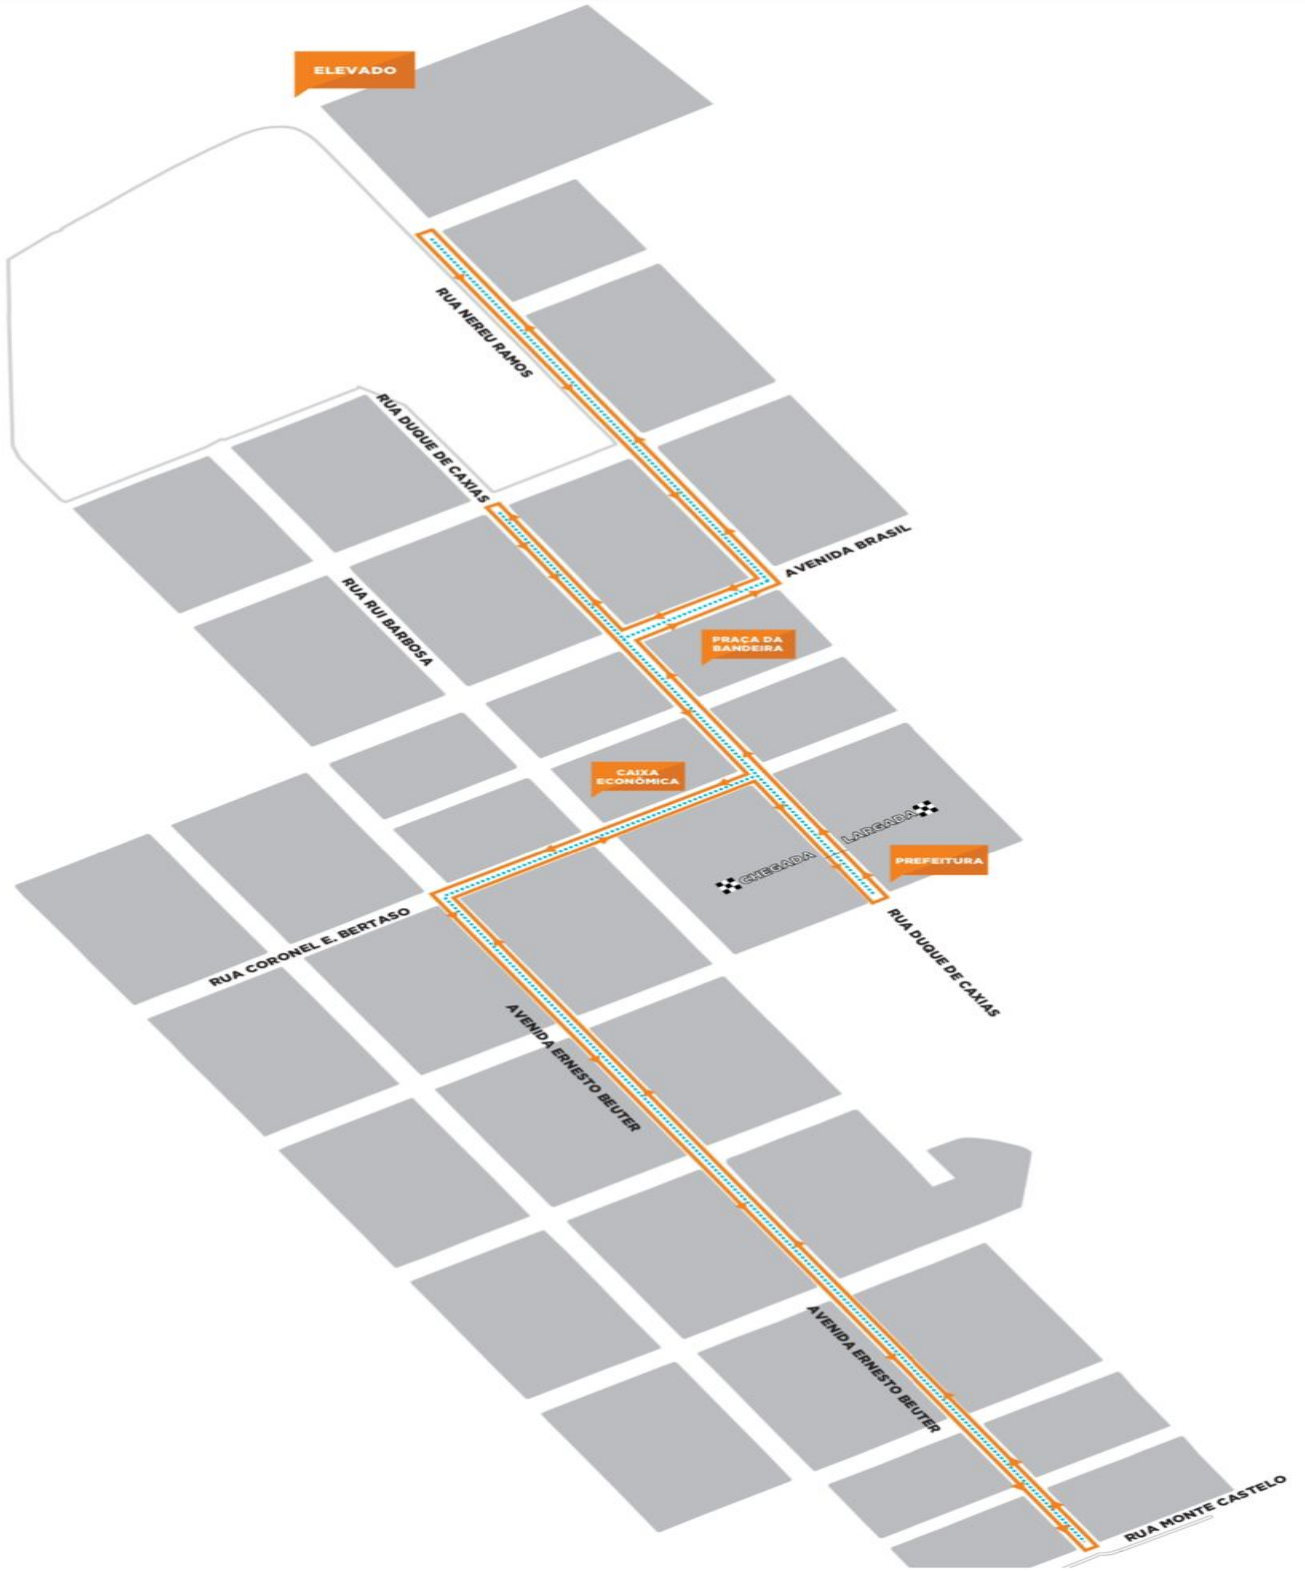 ELEVADO
RUA NEREU RAMOS
RUA DUQUE DE CAXIAS
AVENIDA BRASIL
RUA RUI BARBOSA
PRAÇA DA
BANDEIRA
CAIXA
ECONÔMICA
LARGADA
CHEGADA
PREFEITURA
RUA CORONEL E. BERTASO
RUA DUQUE DE CAXIAS
AVENIDA ERNESTO BEUTER
AVENIDA ERNESTO BEUTER
RUA MONTE CASTELO